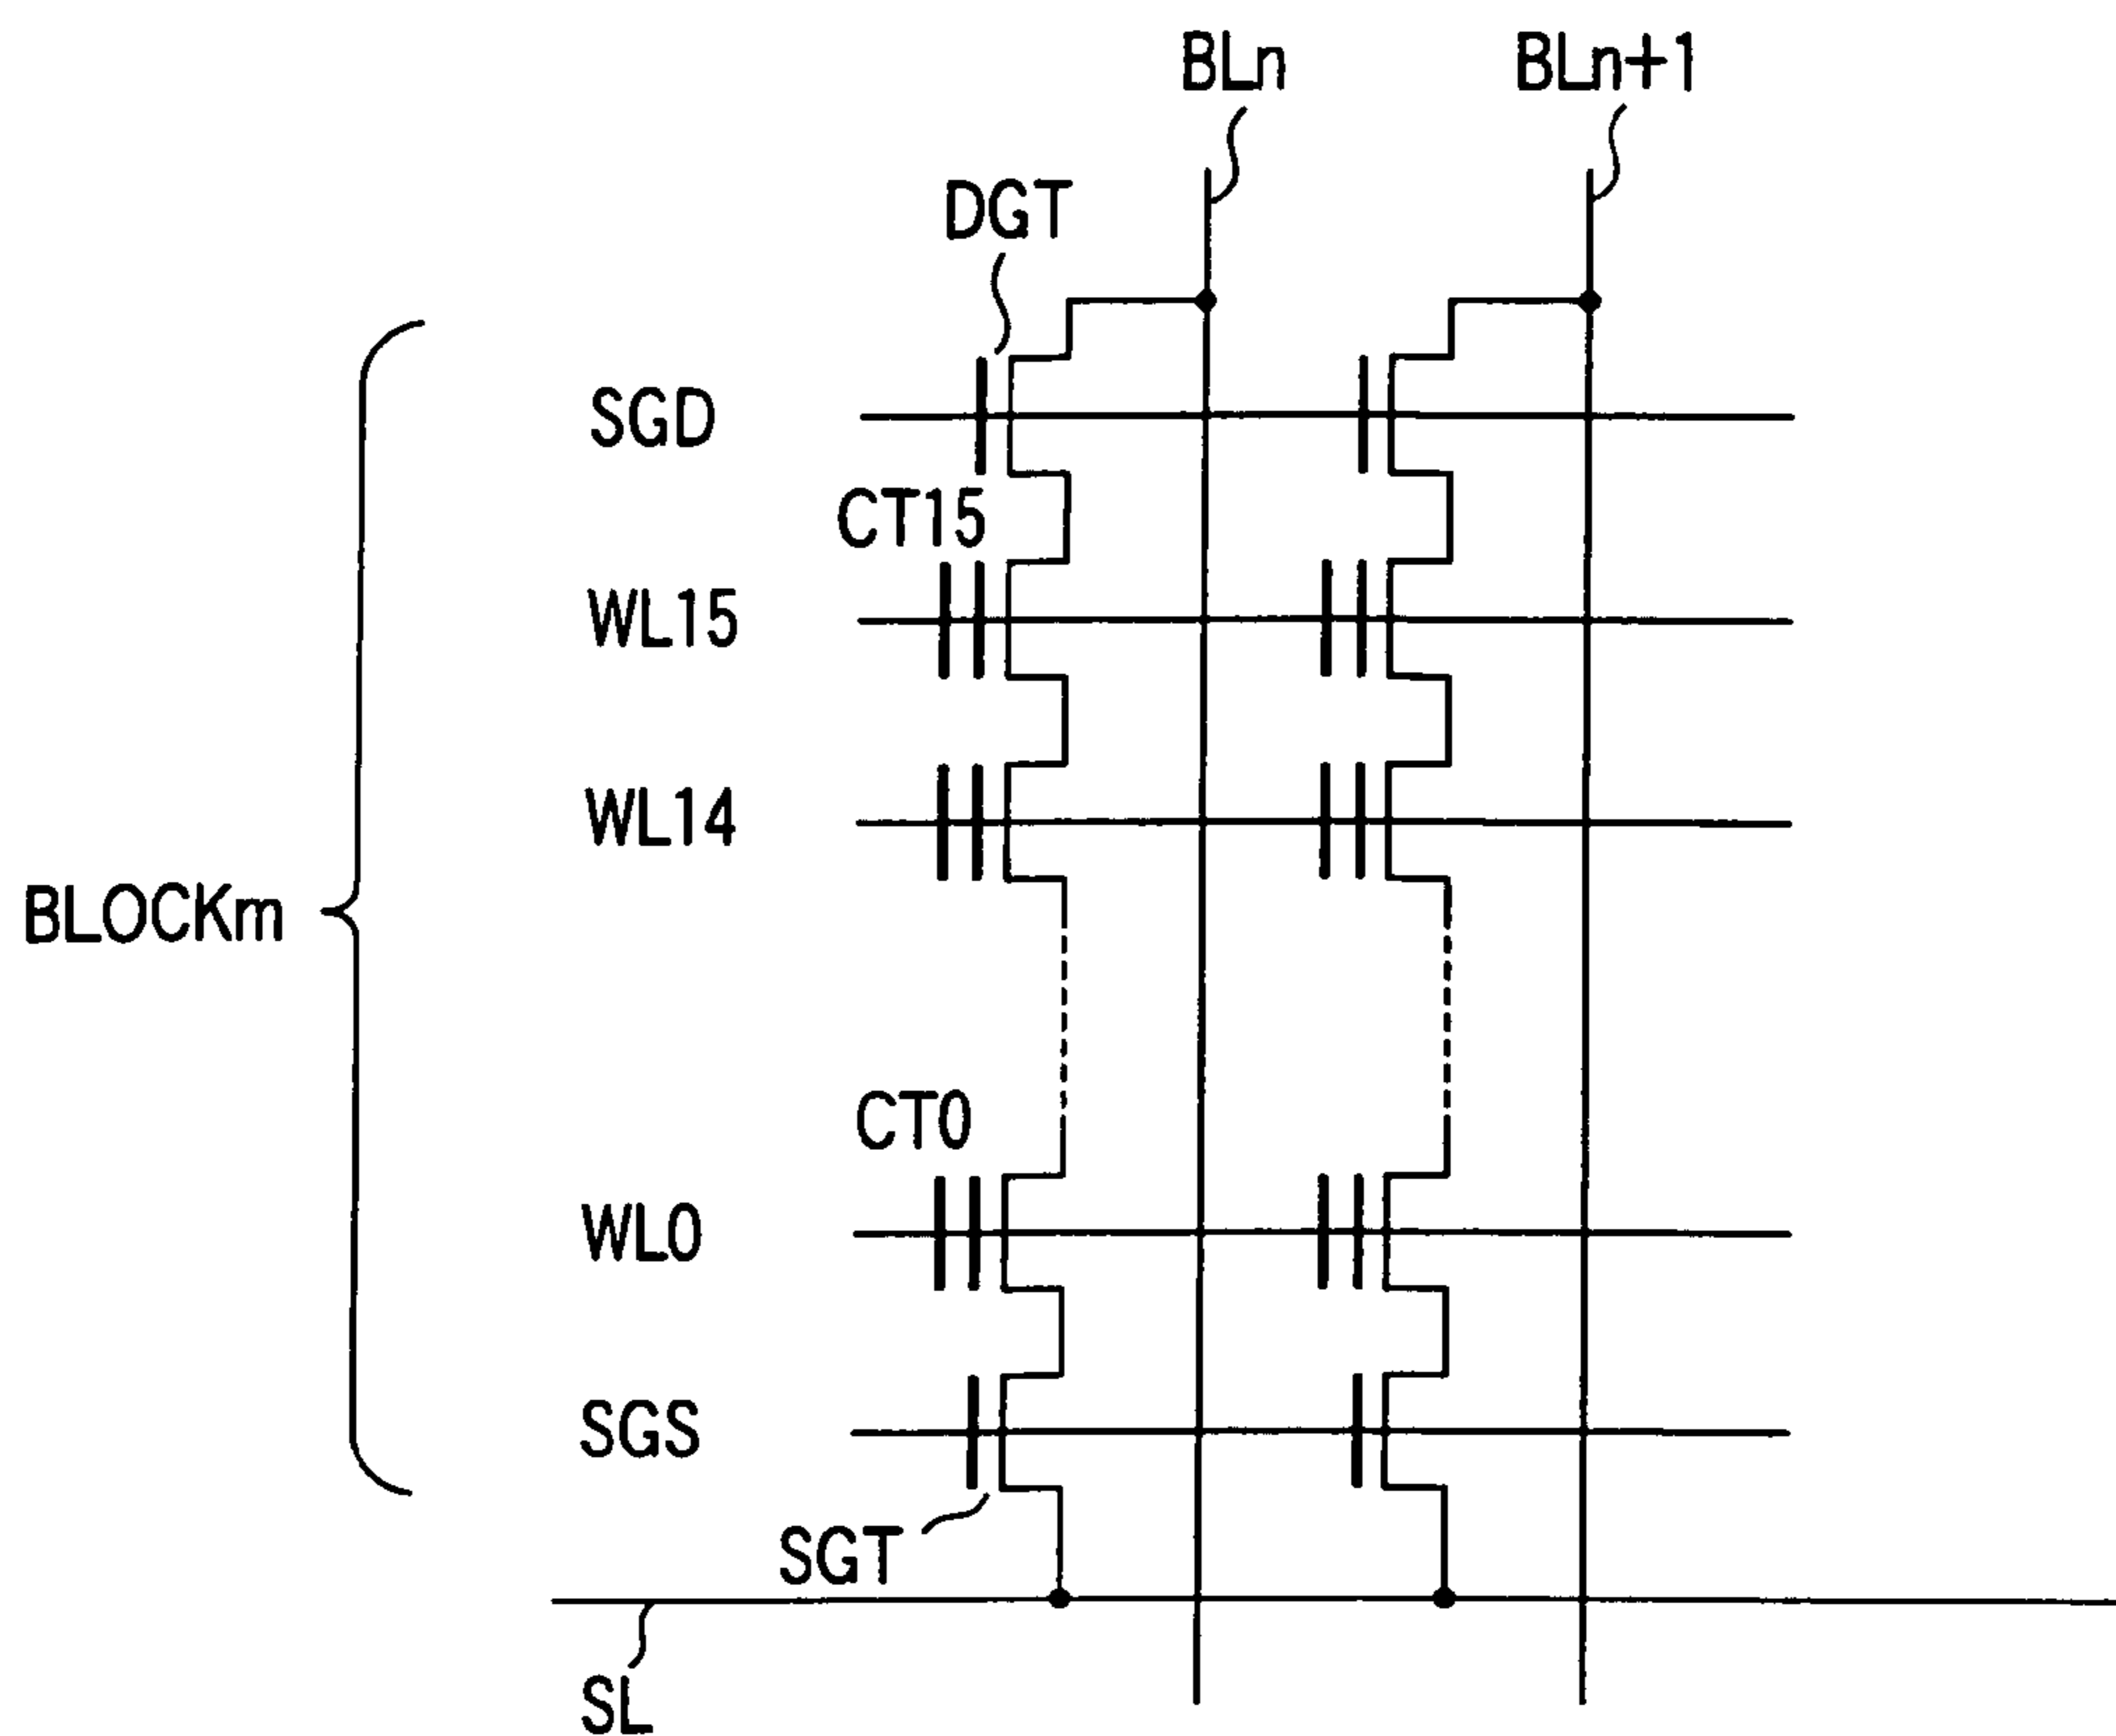 BLn
BLn+1
DGT
SGD
CT15
WL15
WL14
BLOCKm
CT0
WL0
SGS
SGT
SL